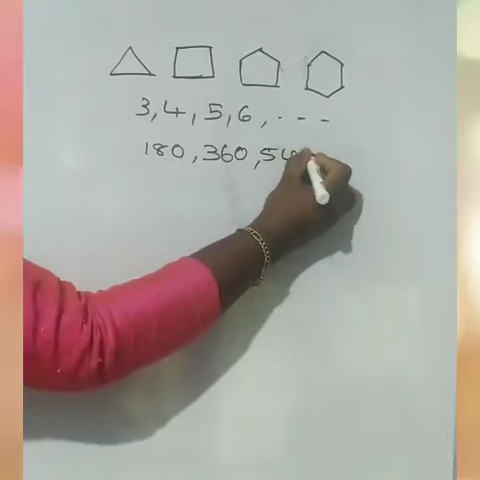 3, 4, 5, 6, - - -
180, 360, 54